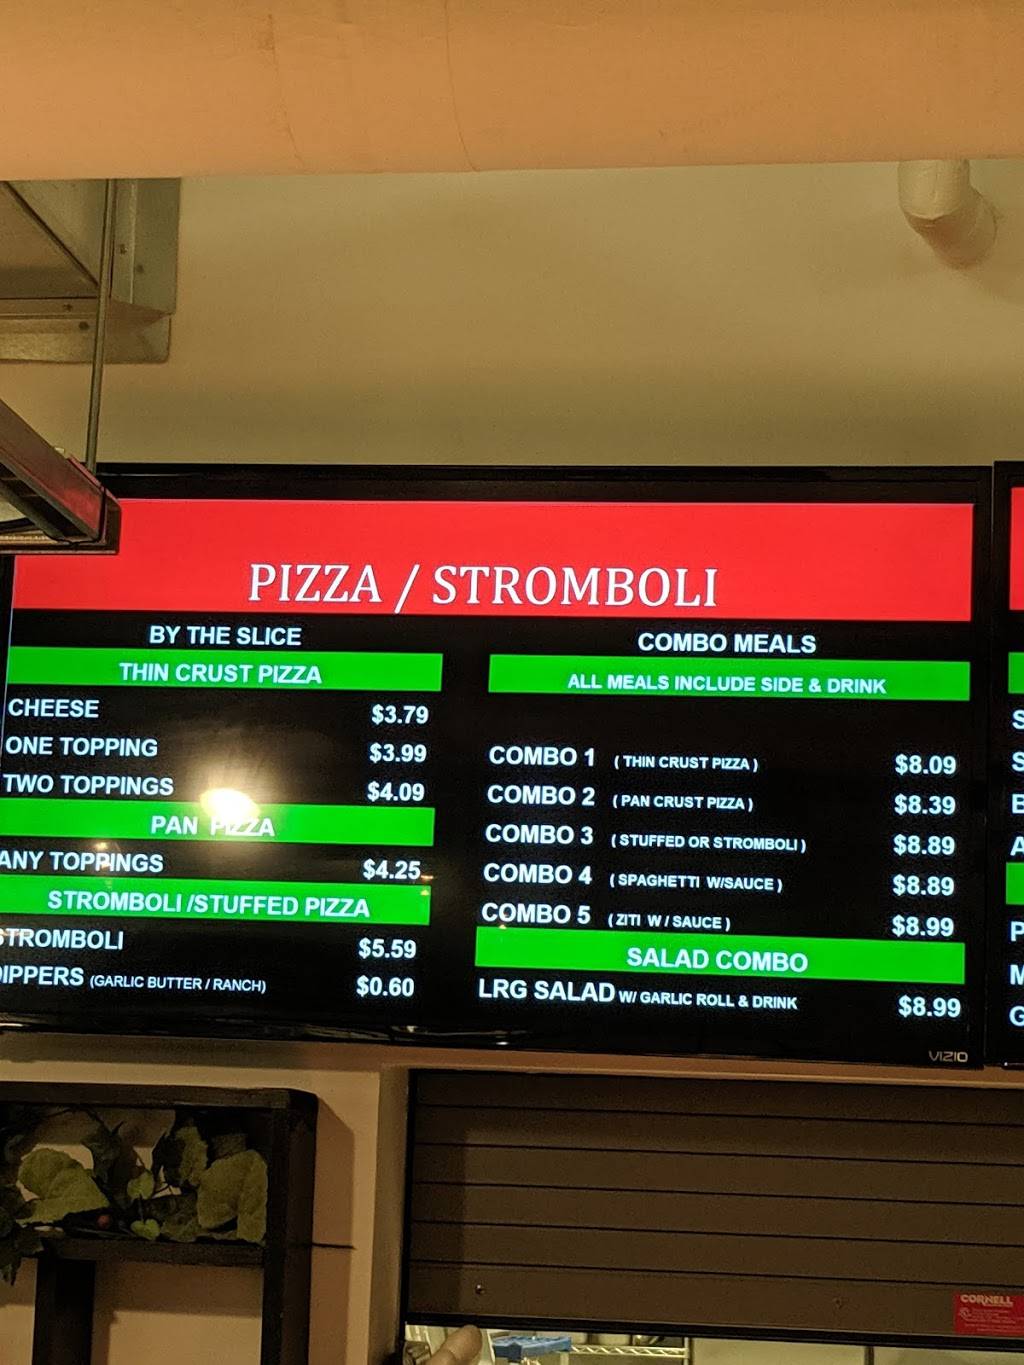 PIZZA / STROMBOLI
BY THE SLICE
THIN CRUST PIZZA
CHEESE $3.79
ONE TOPPING $3.99
TWO TOPPINGS $4.09
PAN PIZZA
ANY TOPPINGS $4.25
STROMBOLI /STUFFED PIZZA
STROMBOLI $5.59
DIPPERS (GARLIC BUTTER / RANCH) $0.60
COMBO MEALS
ALL MEALS INCLUDE SIDE & DRINK
COMBO 1 ( THIN CRUST PIZZA ) $8.09
COMBO 2 ( PAN CRUST PIZZA ) $8.39
COMBO 3 ( STUFFED OR STROMBOLI ) $8.89
COMBO 4 ( SPAGHETTI W/SAUCE ) $8.89
COMBO 5 ( ZITI W / SAUCE ) $8.99
SALAD COMBO
LRG SALAD W/ GARLIC ROLL & DRINK $8.99
VIZIO
S
S
B
A
P
M
G
CORNELL